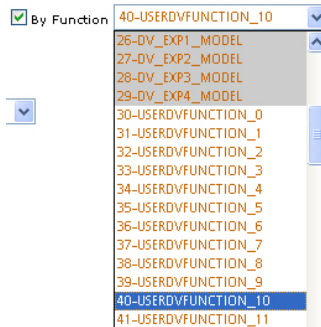 By Function 40-USERDVFUNCTION_10
26-DV_EXP1_MODEL
27-DV_EXP2_MODEL
28-DV_EXP3_MODEL
29-DV_EXP4_MODEL
30-USERDVFUNCTION_0
31-USERDVFUNCTION_1
32-USERDVFUNCTION_2
33-USERDVFUNCTION_3
34-USERDVFUNCTION_4
35-USERDVFUNCTION_5
36-USERDVFUNCTION_6
37-USERDVFUNCTION_7
38-USERDVFUNCTION_8
39-USERDVFUNCTION_9
40-USERDVFUNCTION_10
41-USERDVFUNCTION_11